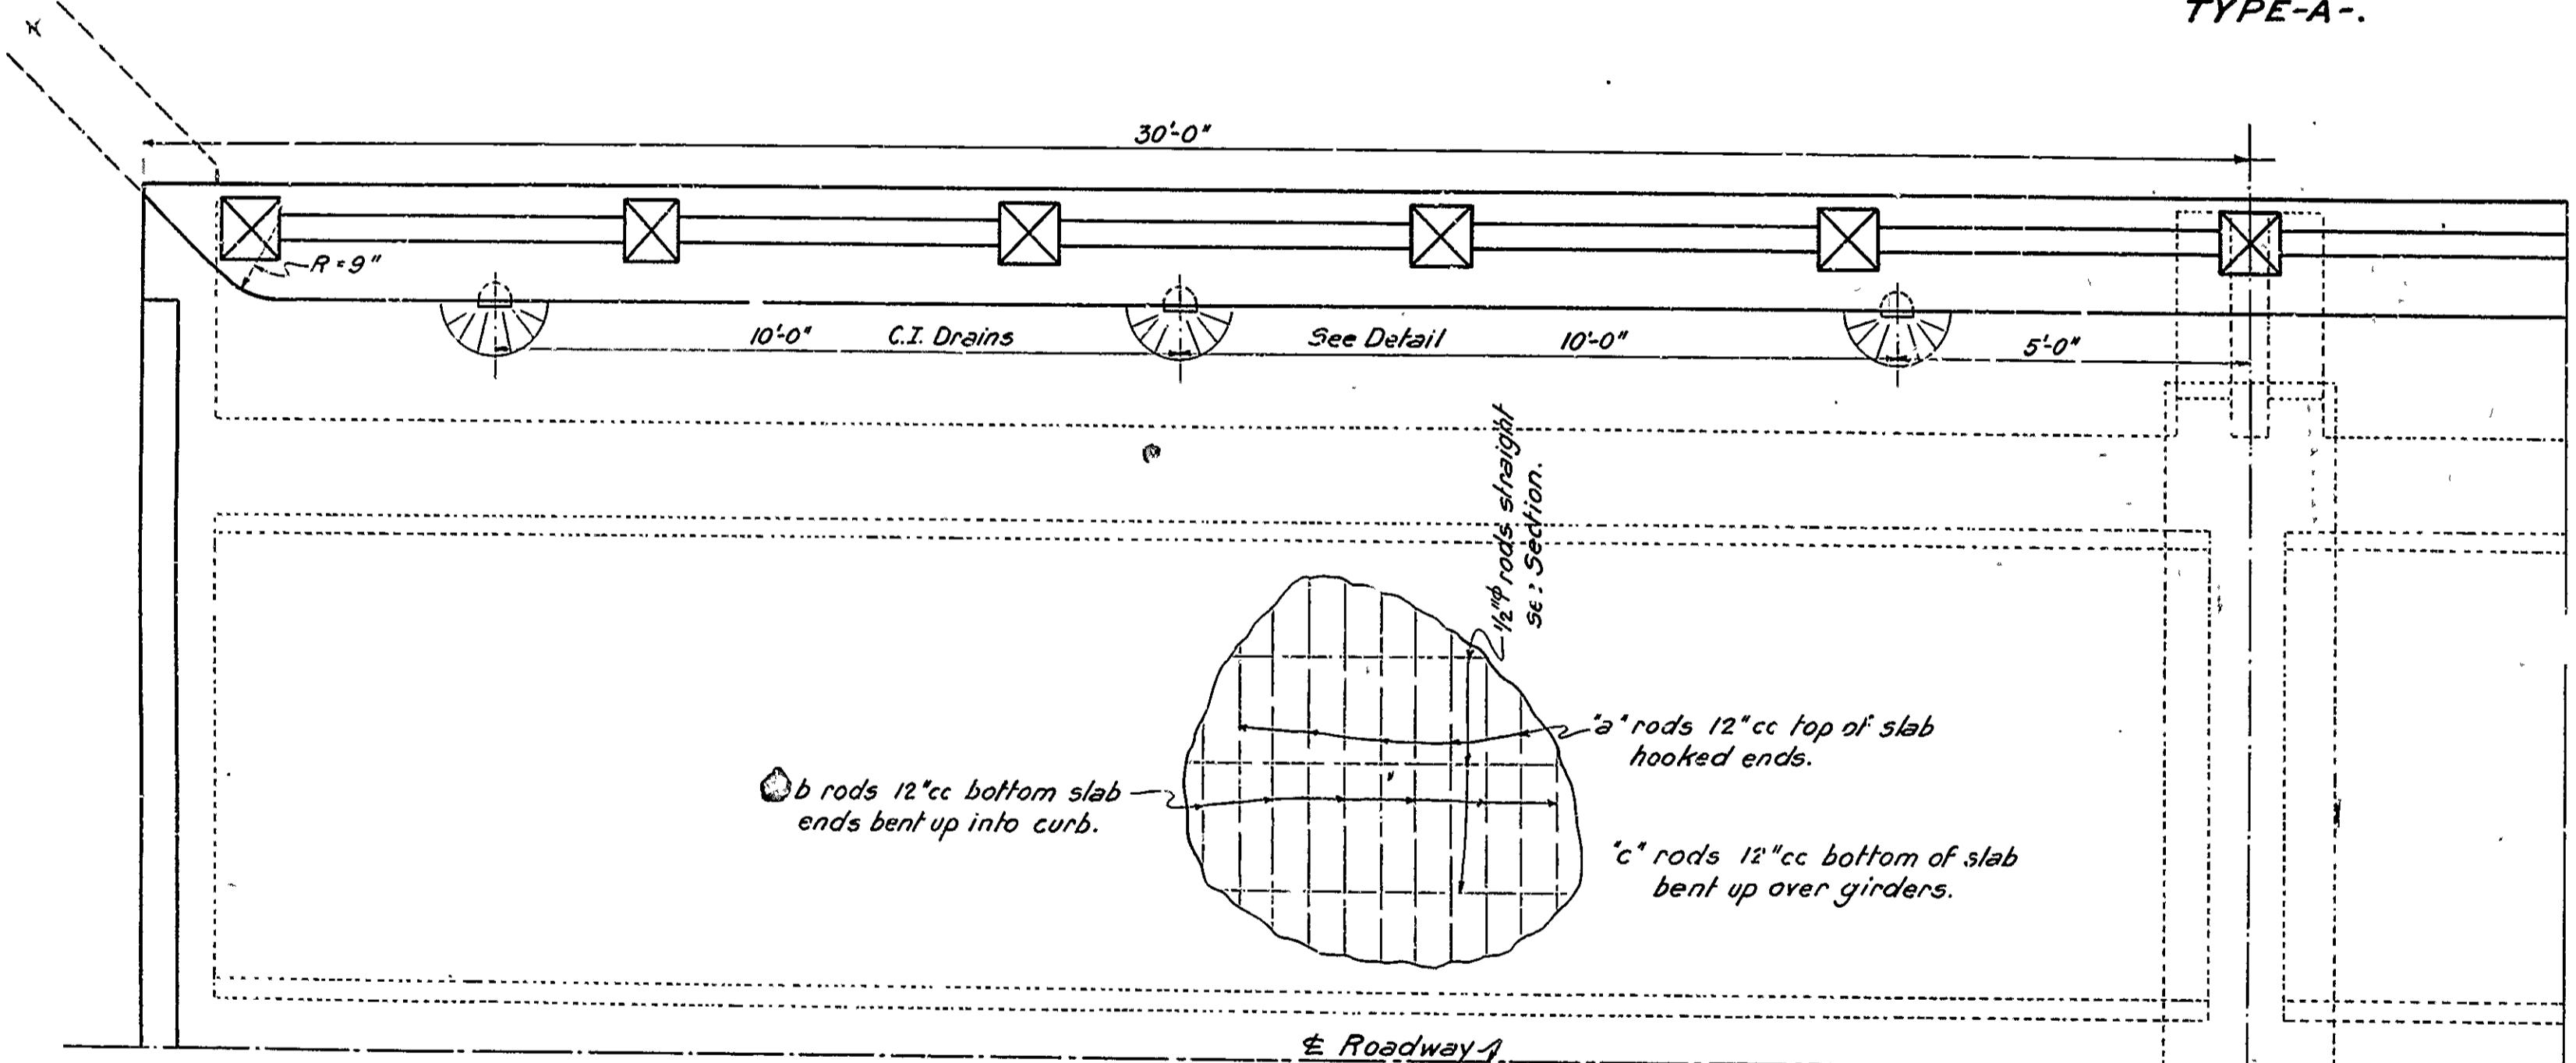 TYPE-A-.
30'-0"
R=9"
10'-0"
C.I. Drains
See Detail
10'-0"
5'-0"
1/2"φ rods straight
se: Section.
"a" rods 12"cc top of slab
hooked ends.
b rods 12"cc bottom slab
ends bent up into curb.
"c" rods 12"cc bottom of slab
bent up over girders.
℄ Roadway